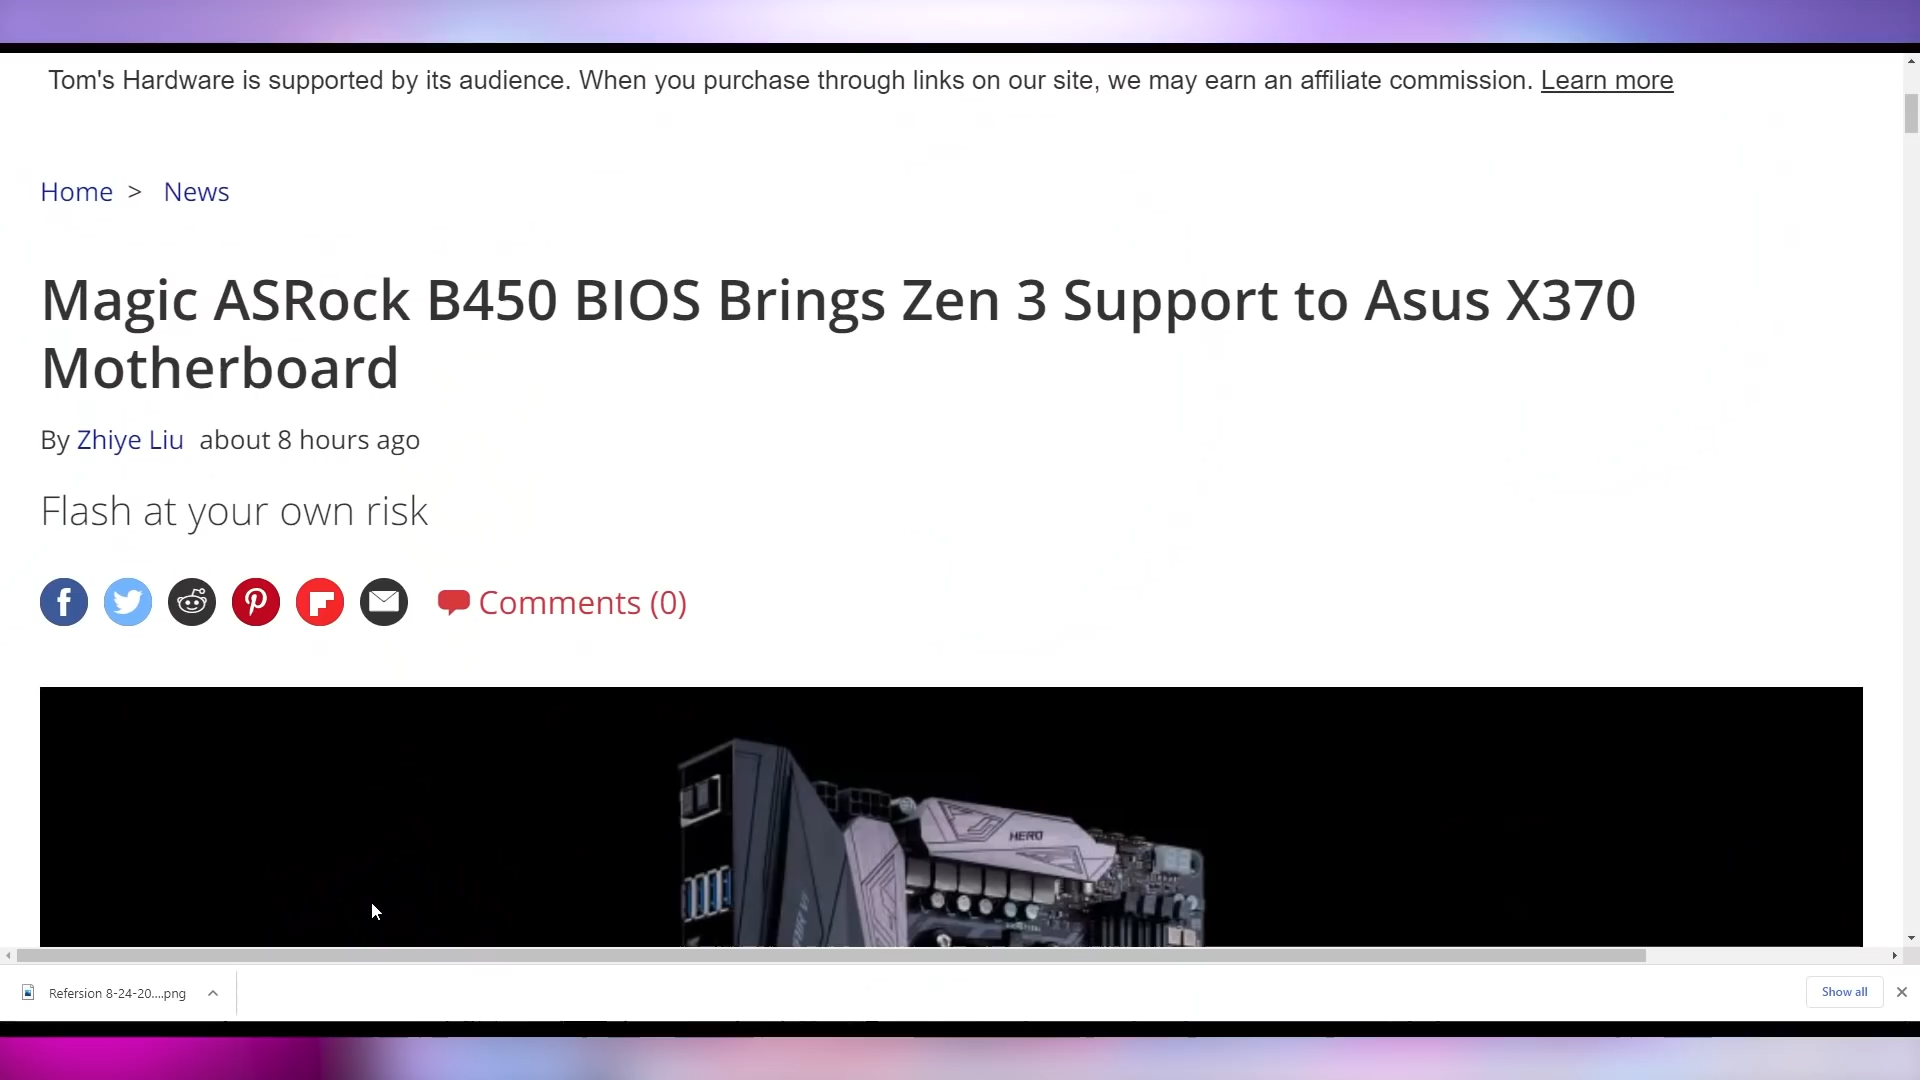 Tom's Hardware is supported by its audience. When you purchase through links on our site, we may earn an affiliate commission. Learn more
Home > News
Magic ASRock B450 BIOS Brings Zen 3 Support to Asus X370
Motherboard
By Zhiye Liu about 8 hours ago
Flash at your own risk
Comments (0)
HERO
Refersion 8-24-20....png
Show all